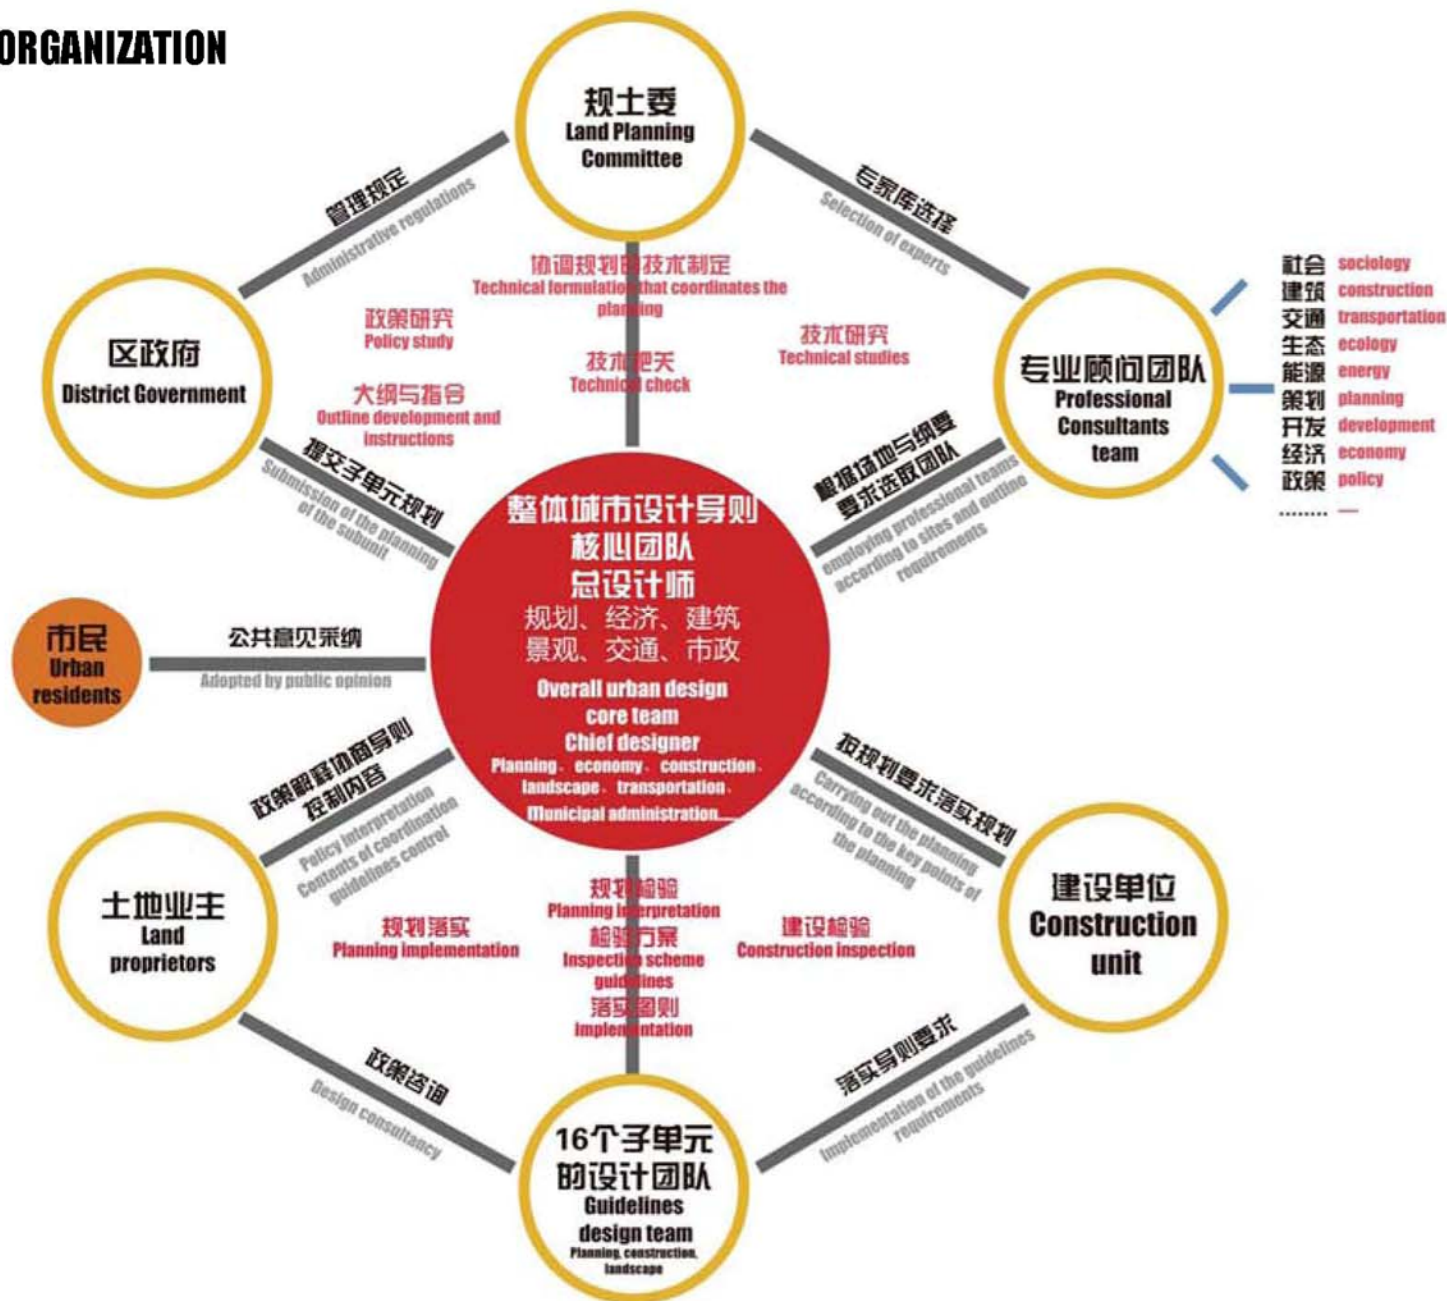 ORGANIZATION
规土委
Land Planning
Committee
管理规定
Administrative regulations
专家库选择
Selection of experts
协调规划的技术制定
Technical formulation that coordinates the
planning
政策研究
Policy study
技术把关
Technical check
技术研究
Technical studies
大纲与指令
Outline development and
instructions
区政府
District Government
专业顾问团队
Professional
Consultants
team
社会 sociology
建筑 construction
交通 transportation
生态 ecology
能源 energy
策划 planning
开发 development
经济 economy
政策 policy
........ —
提交子单元规划
Submission of the planning
of the subunit
根据场地与纲要
要求选取团队
employing professional teams
according to sites and outline
requirements
整体城市设计导则
核心团队
总设计师
规划、经济、建筑
景观、交通、市政
Overall urban design
core team
Chief designer
Planning、economy、construction、
landscape、transportation、
Municipal administration......
市民
Urban
residents
公共意见采纳
Adopted by public opinion
政策解释协商导则
控制内容
Policy interpretation
Contents of coordination
guidelines control
按规划要求落实规划
Carrying out the planning
according to the key points of
the planning
土地业主
Land
proprietors
建设单位
Construction
unit
规划落实
Planning implementation
规划检验
Planning interpretation
检验方案
Inspection scheme
guidelines
落实图则
implementation
建设检验
Construction inspection
政策咨询
Design consultancy
落实导则要求
Implementation of the guidelines
requirements
16个子单元
的设计团队
Guidelines
design team
Planning, construction,
landscape